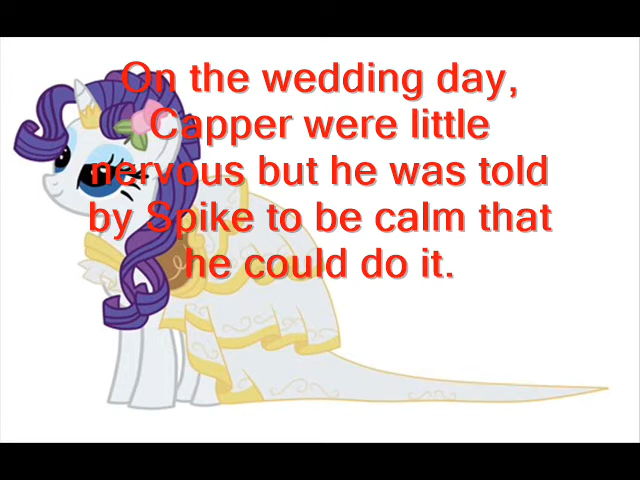 On the wedding day,
Capper were little
nervous but he was told
by Spike to be calm that
he could do it.